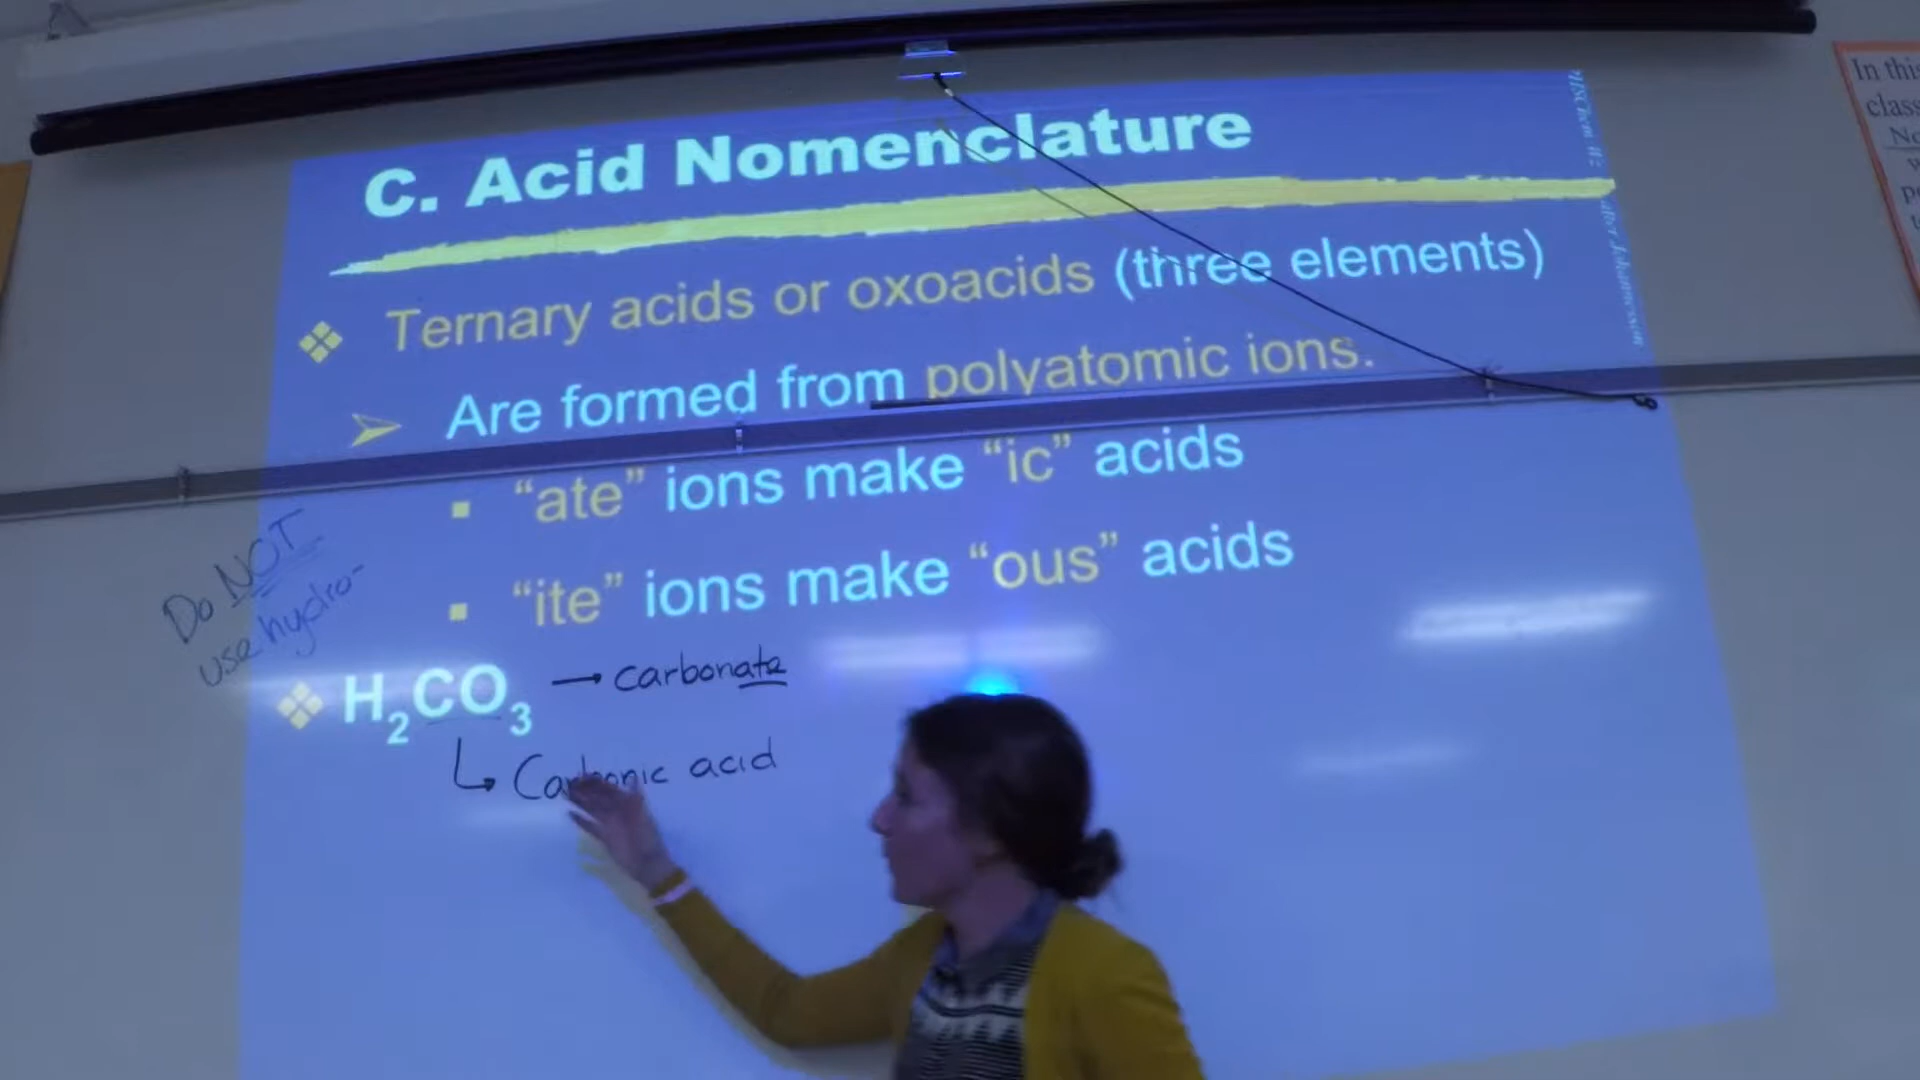 C. Acid Nomenclature
Ternary acids or oxoacids (three elements)
Are formed from polyatomic ions.
"ate" ions make "ic" acids
"ite" ions make "ous" acids
Do NOT
use hydro-
H₂CO₃ → carbonate
↳ Carbonic acid
In this
class